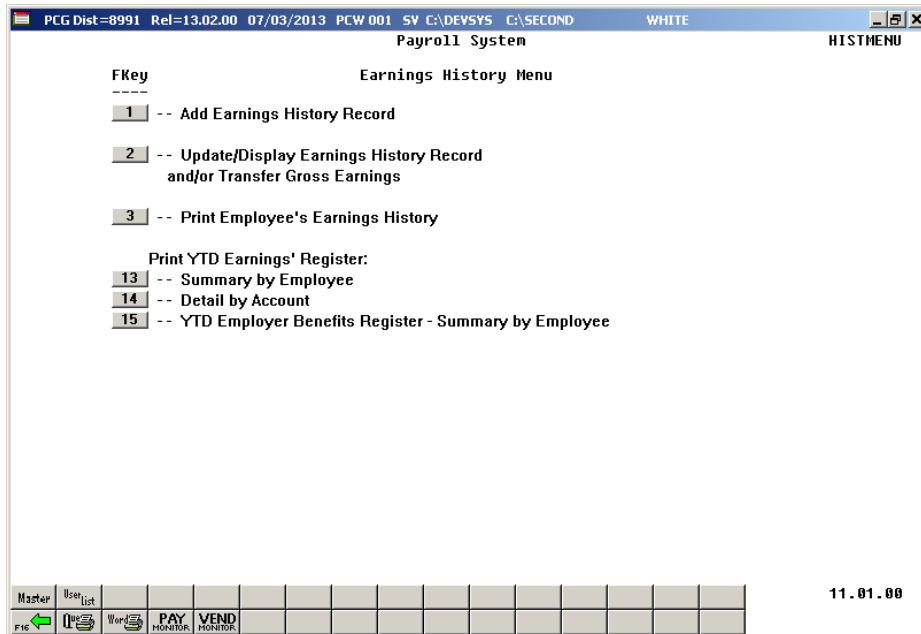 PCG Dist=8991 Rel=13.02.00 07/03/2013 PCW 001 SV C:\DEVSYS C:\SECOND WHITE
Payroll System HISTMENU
FKey Earnings History Menu
----
1 -- Add Earnings History Record
2 -- Update/Display Earnings History Record
and/or Transfer Gross Earnings
3 -- Print Employee's Earnings History
Print YTD Earnings' Register:
13 -- Summary by Employee
14 -- Detail by Account
15 -- YTD Employer Benefits Register - Summary by Employee
Master User List 11.01.00
F16 Que Word PAY MONITOR VEND MONITOR